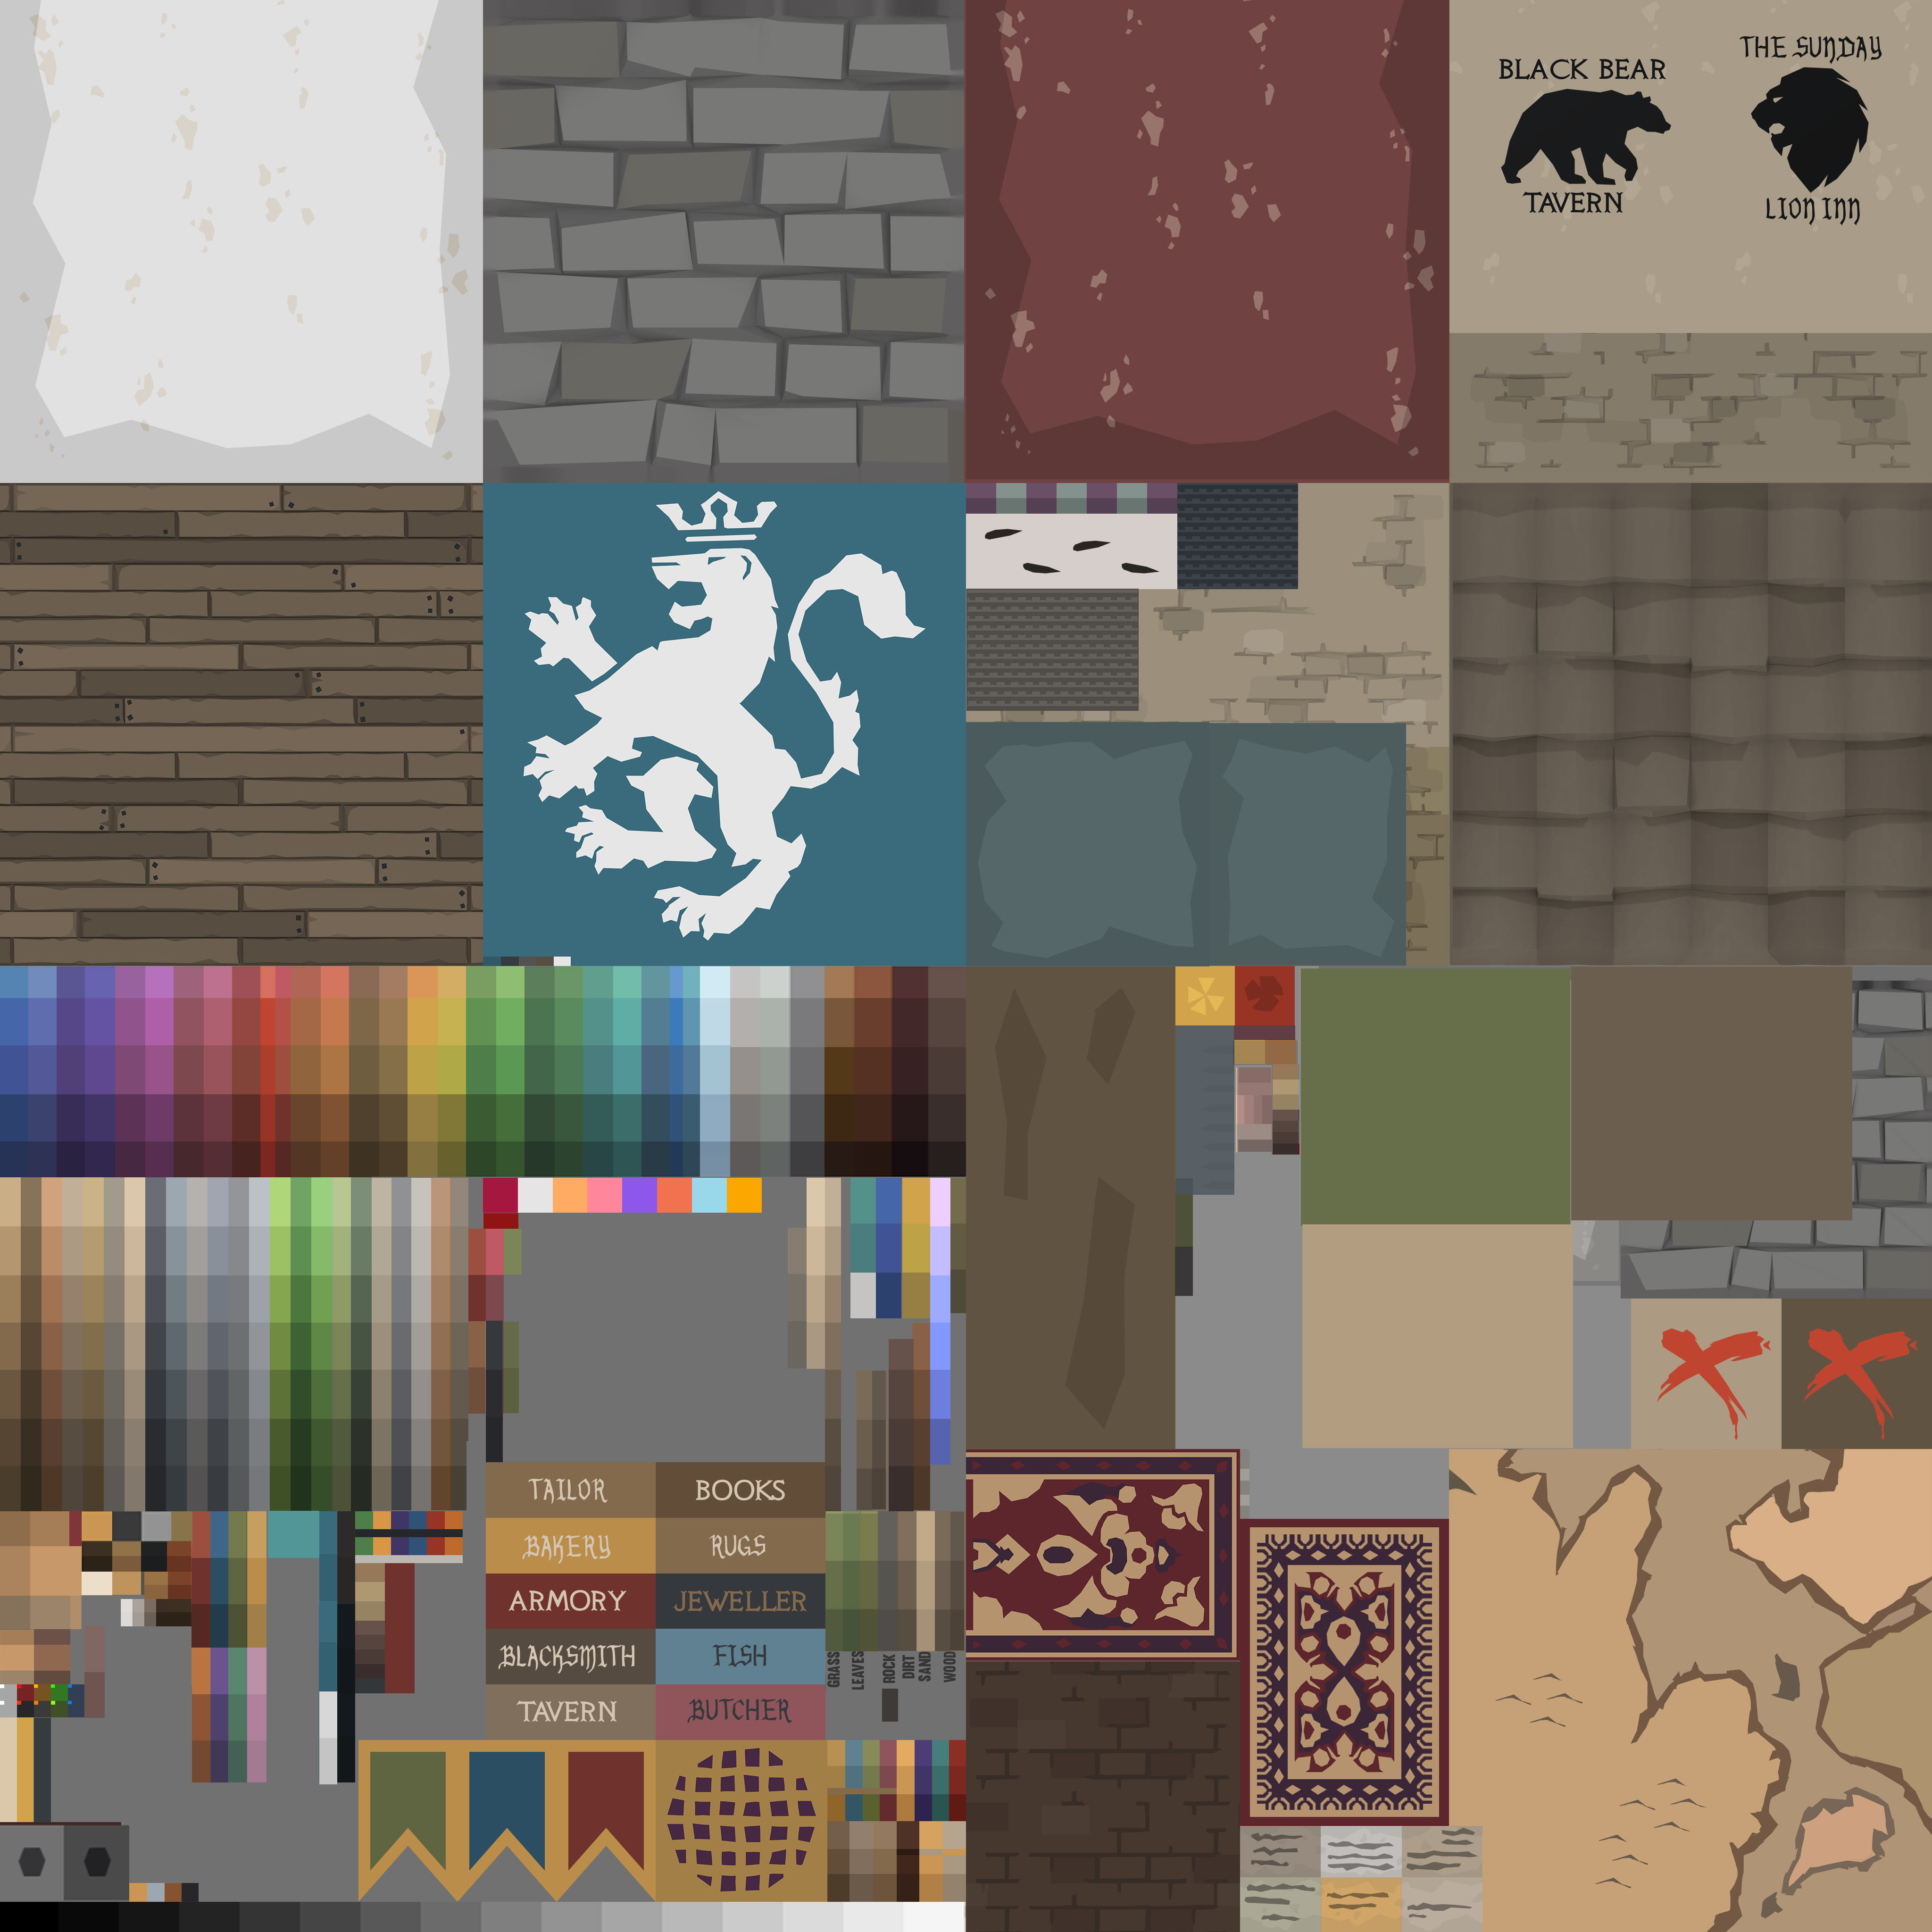 BLACK BEAR
TAVERN
THE SUNDAY
LION INN
TAILOR
BOOKS
BAKERY
RUGS
ARMORY
JEWELLER
BLACKSMITH
FISH
TAVERN
BUTCHER
GRASS
LEAVES
ROCK
DIRT
SAND
WOOD